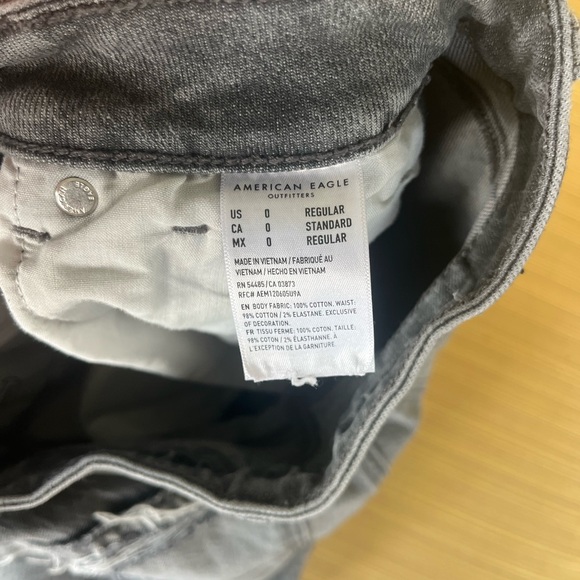 AMERICAN EAGLE
OUTFITTERS
US 0 REGULAR
CA 0 STANDARD
MX 0 REGULAR
MADE IN VIETNAM / FABRIQUÉ AU
VIETNAM / HECHO EN VIETNAM
RN 54485 / CA 03873
RFC# AEM120605U9A
EN BODY FABRIC: 100% COTTON. WAIST:
98% COTTON / 2% ELASTANE. EXCLUSIVE
OF DECORATION.
FR TISSU FERME: 100% COTON. TAILLE:
98% COTON / 2% ÉLASTHANNE. À
L'EXCEPTION DE LA GARNITURE.